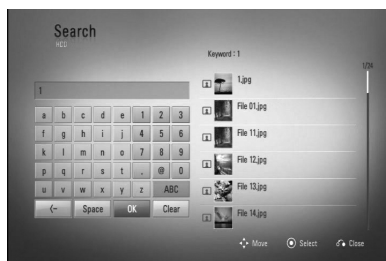 Search
HDD
Keyword : 1
1/34
1
1.jpg
a b c d e 1 2 3
File 01.jpg
f g h i j 4 5 6
File 11.jpg
k l m n o 7 8 9
File 12.jpg
p q r s t . @ 0
File 13.jpg
u v w x y z ABC
<- Space OK Clear
File 14.jpg
Move Select Close